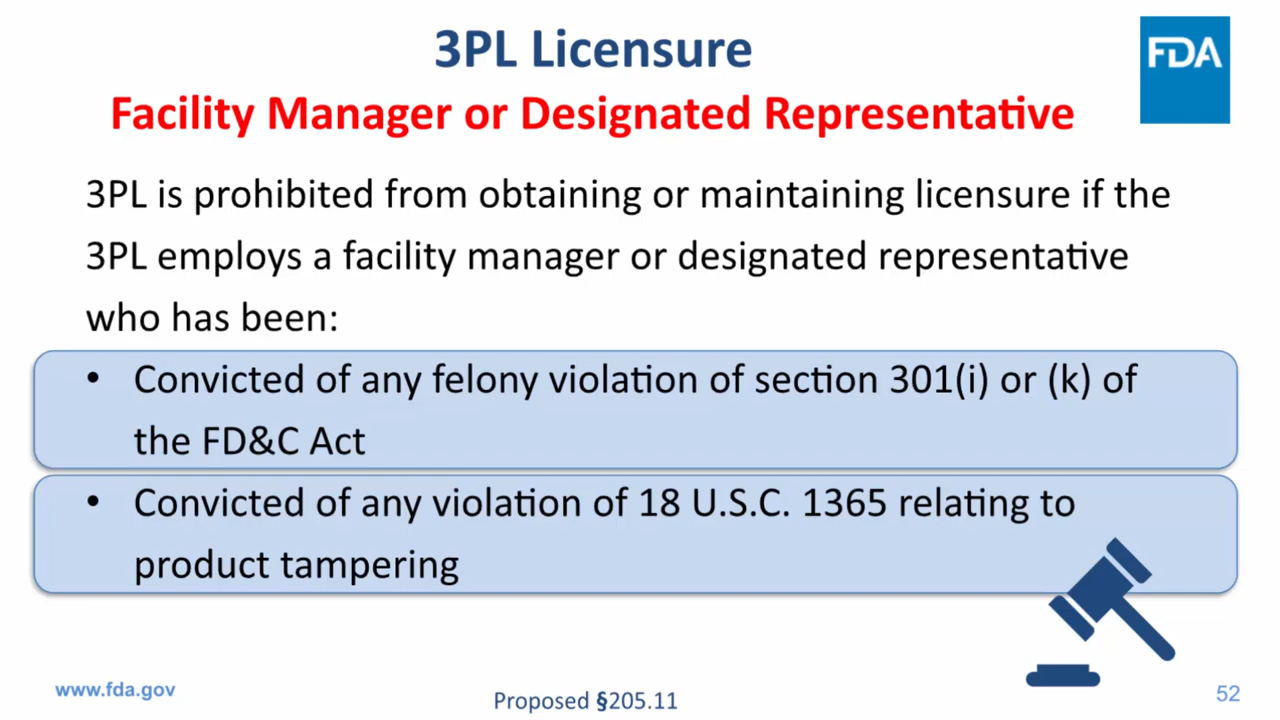 3PL Licensure
FDA
Facility Manager or Designated Representative
3PL is prohibited from obtaining or maintaining licensure if the
3PL employs a facility manager or designated representative
who has been:
• Convicted of any felony violation of section 301(i) or (k) of
the FD&C Act
• Convicted of any violation of 18 U.S.C. 1365 relating to
product tampering
www.fda.gov
Proposed §205.11
52